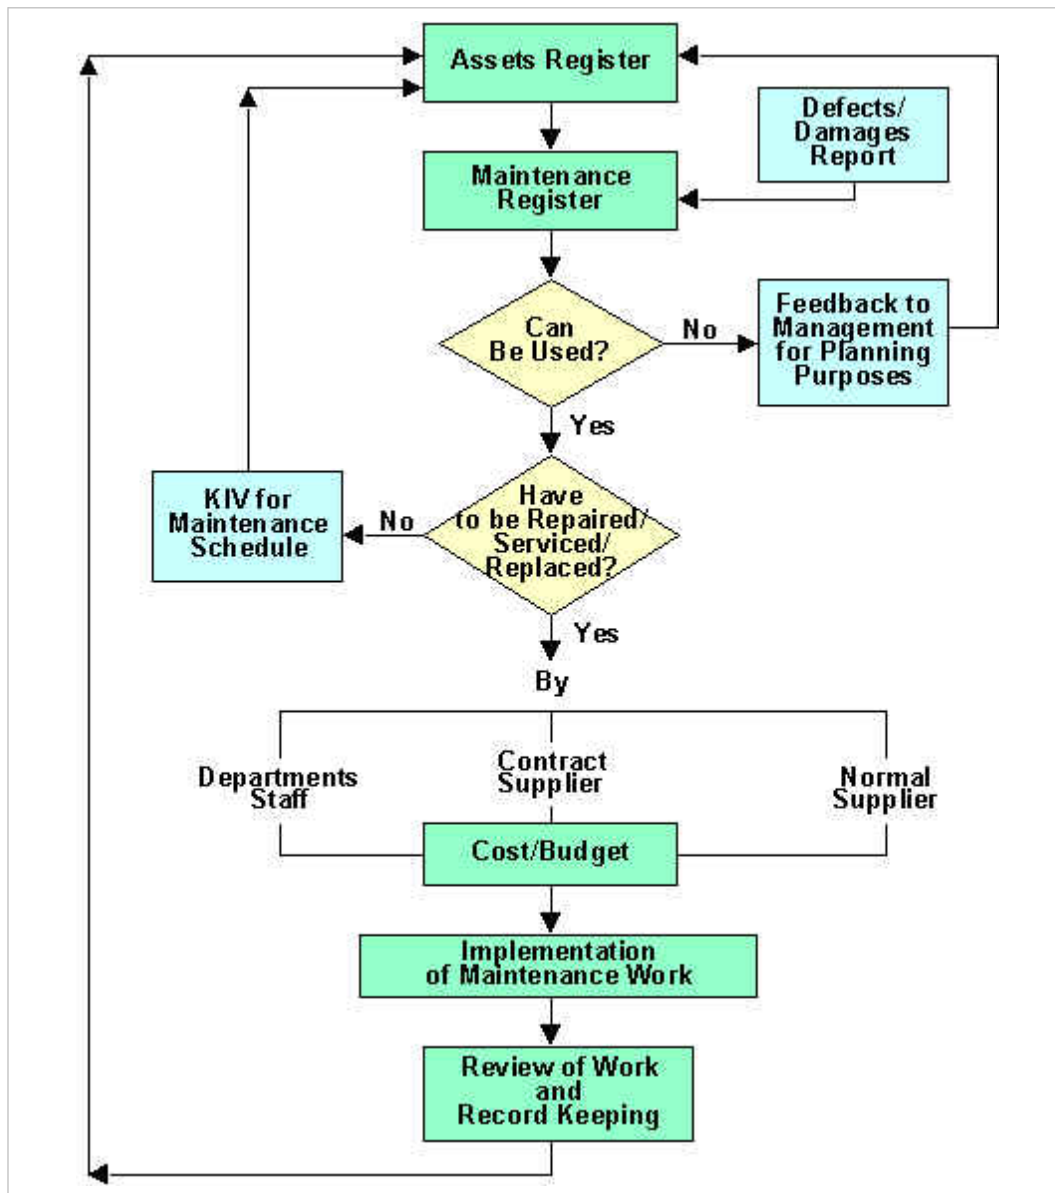 Assets Register
Defects/
Damages
Report
Maintenance
Register
Can
Be Used?
No
Feedback to
Management
for Planning
Purposes
Yes
Have
to be Repaired/
Serviced/
Replaced?
No
KIV for
Maintenance
Schedule
Yes
By
Departments
Staff
Contract
Supplier
Normal
Supplier
Cost/Budget
Implementation
of Maintenance Work
Review of Work
and
Record Keeping